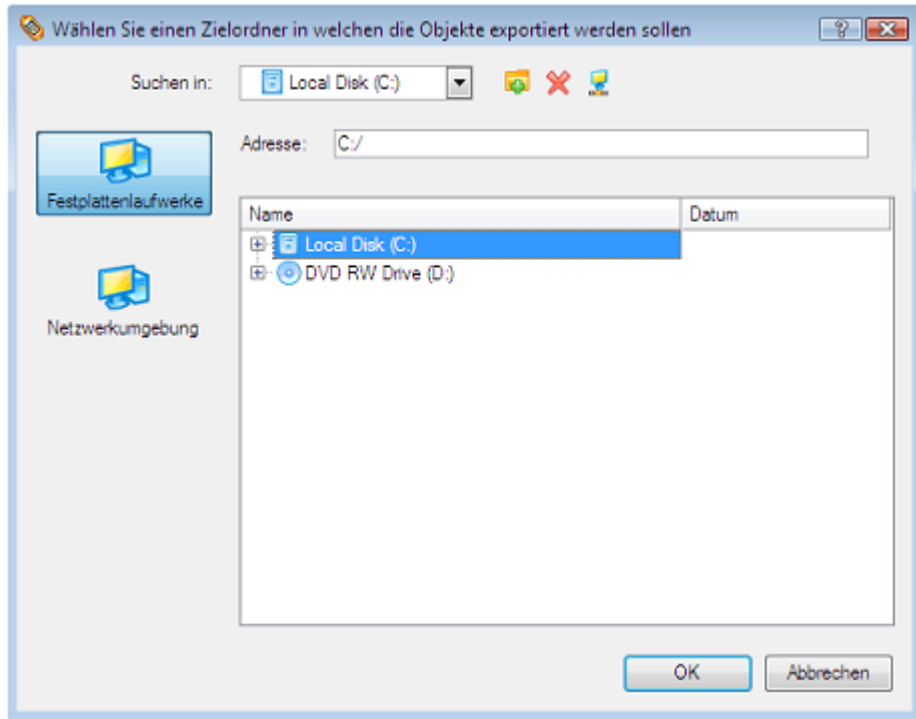 Wählen Sie einen Zielordner in welchen die Objekte exportiert werden sollen
Suchen in: Local Disk (C:)
Adresse: C:/
Festplattenlaufwerke
Netzwerkumgebung
Name Datum
Local Disk (C:)
DVD RW Drive (D:)
OK Abbrechen